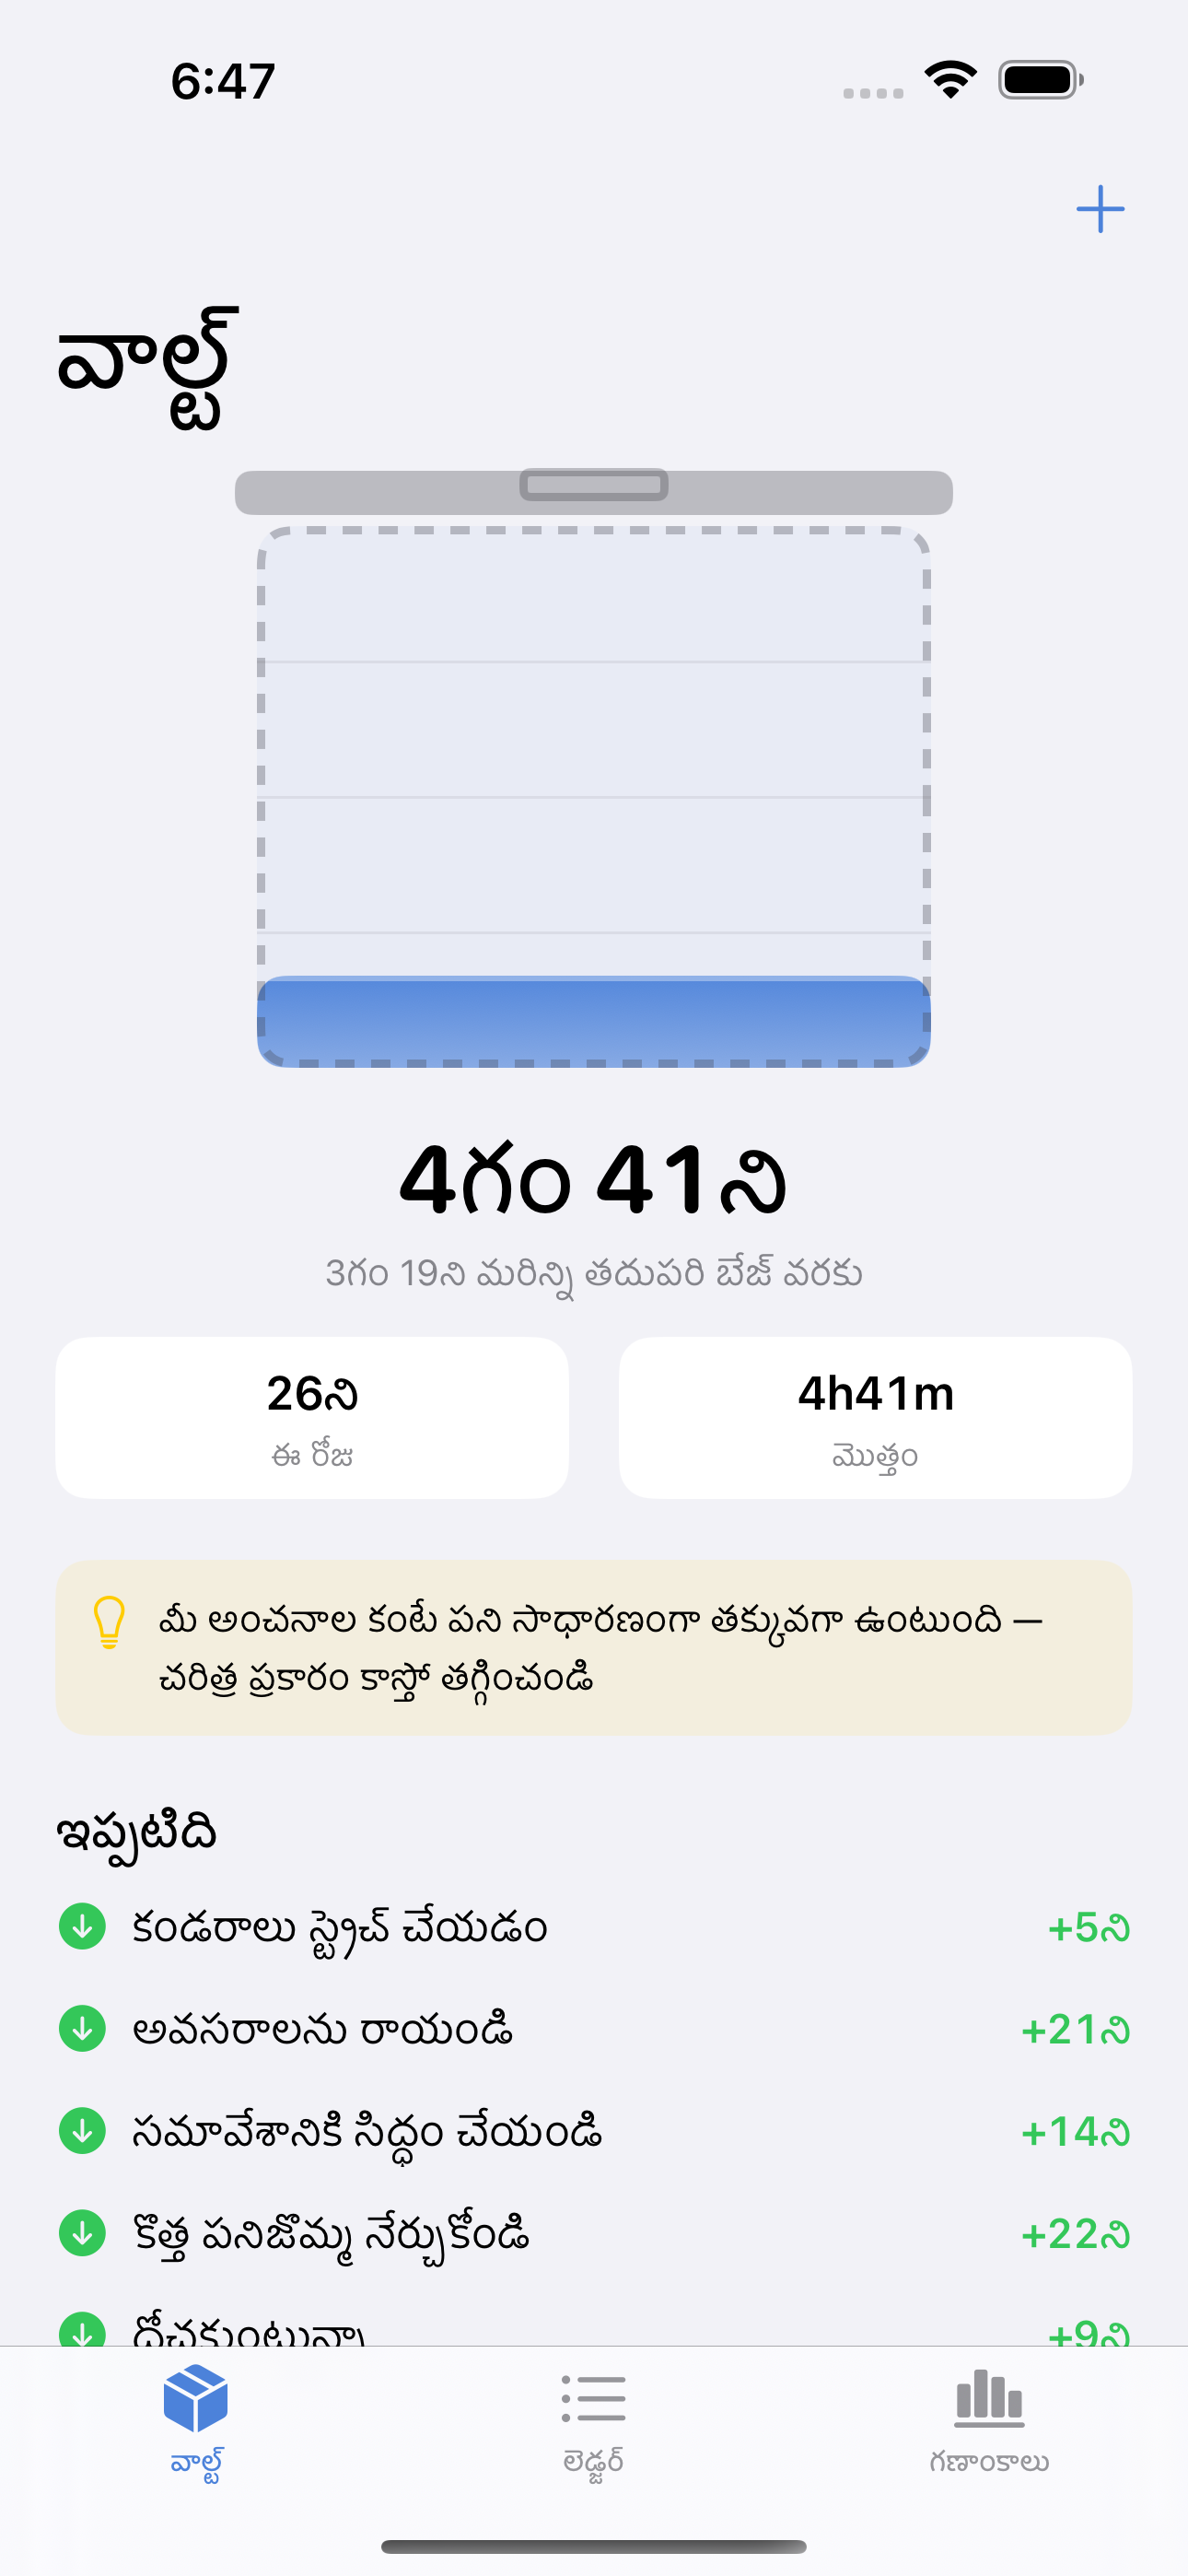 6:47
వాల్ట్
4గం 41ని
3గం 19ని మరిన్ని తదుపరి బేజ్ వరకు
26ని
ఈ రోజు
4h41m
మొత్తం
మీ అంచనాల కంటే పని సాధారణంగా తక్కువగా ఉంటుంది —
చరిత్ర ప్రకారం కాస్తో తగ్గించండి
ఇప్పటిది
కండరాలు స్ట్రెచ్ చేయడం
+5ని
అవసరాలను రాయండి
+21ని
సమావేశానికి సిద్ధం చేయండి
+14ని
కొత్త పనిజొమ్మ నేర్చుకోండి
+22ని
+9ని
వాల్ట్
లెడ్జర్
గణాంకాలు